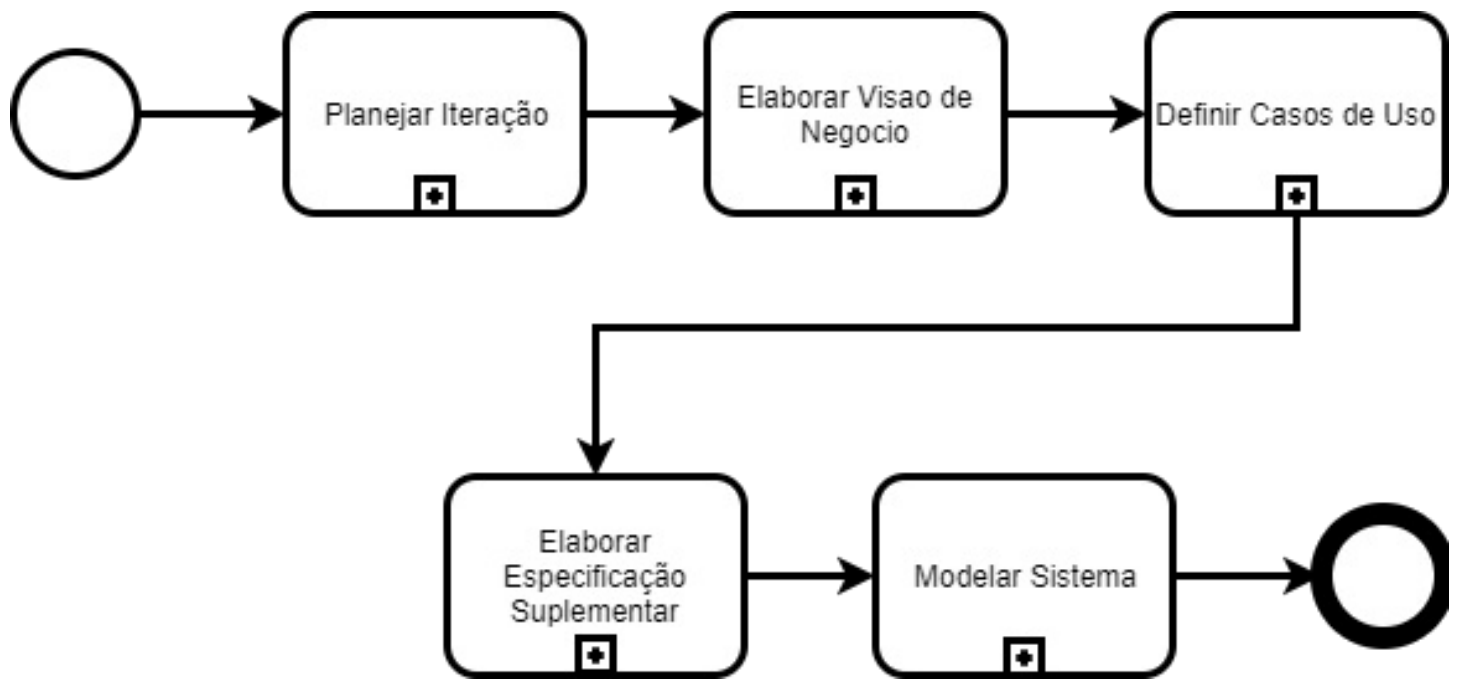 Planejar Iteração
Elaborar Visao de
Negocio
Definir Casos de Uso
Elaborar
Especificação
Suplementar
Modelar Sistema